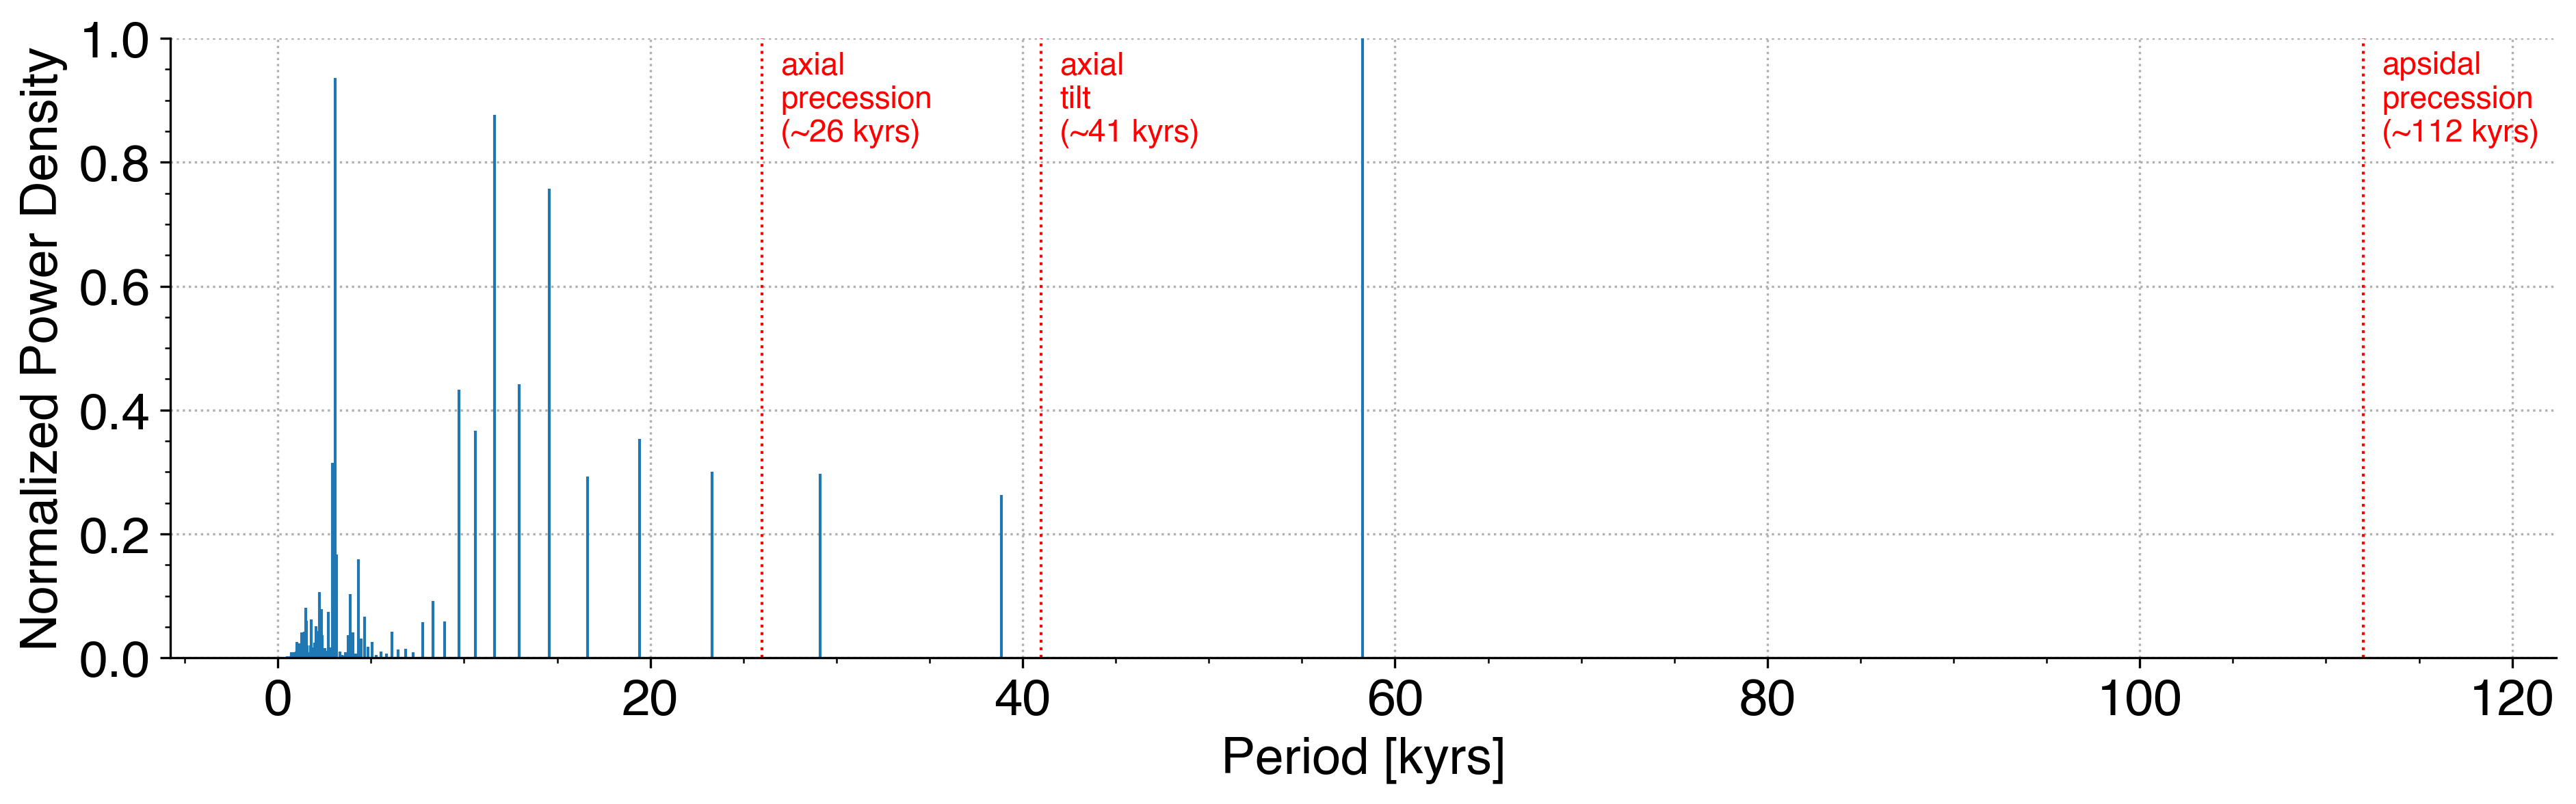 Normalized Power Density
1.0
0.8
0.6
0.4
0.2
0.0
axial
precession
(~26 kyrs)
axial
tilt
(~41 kyrs)
apsidal
precession
(~112 kyrs)
0 20 40 60 80 100 120
Period [kyrs]